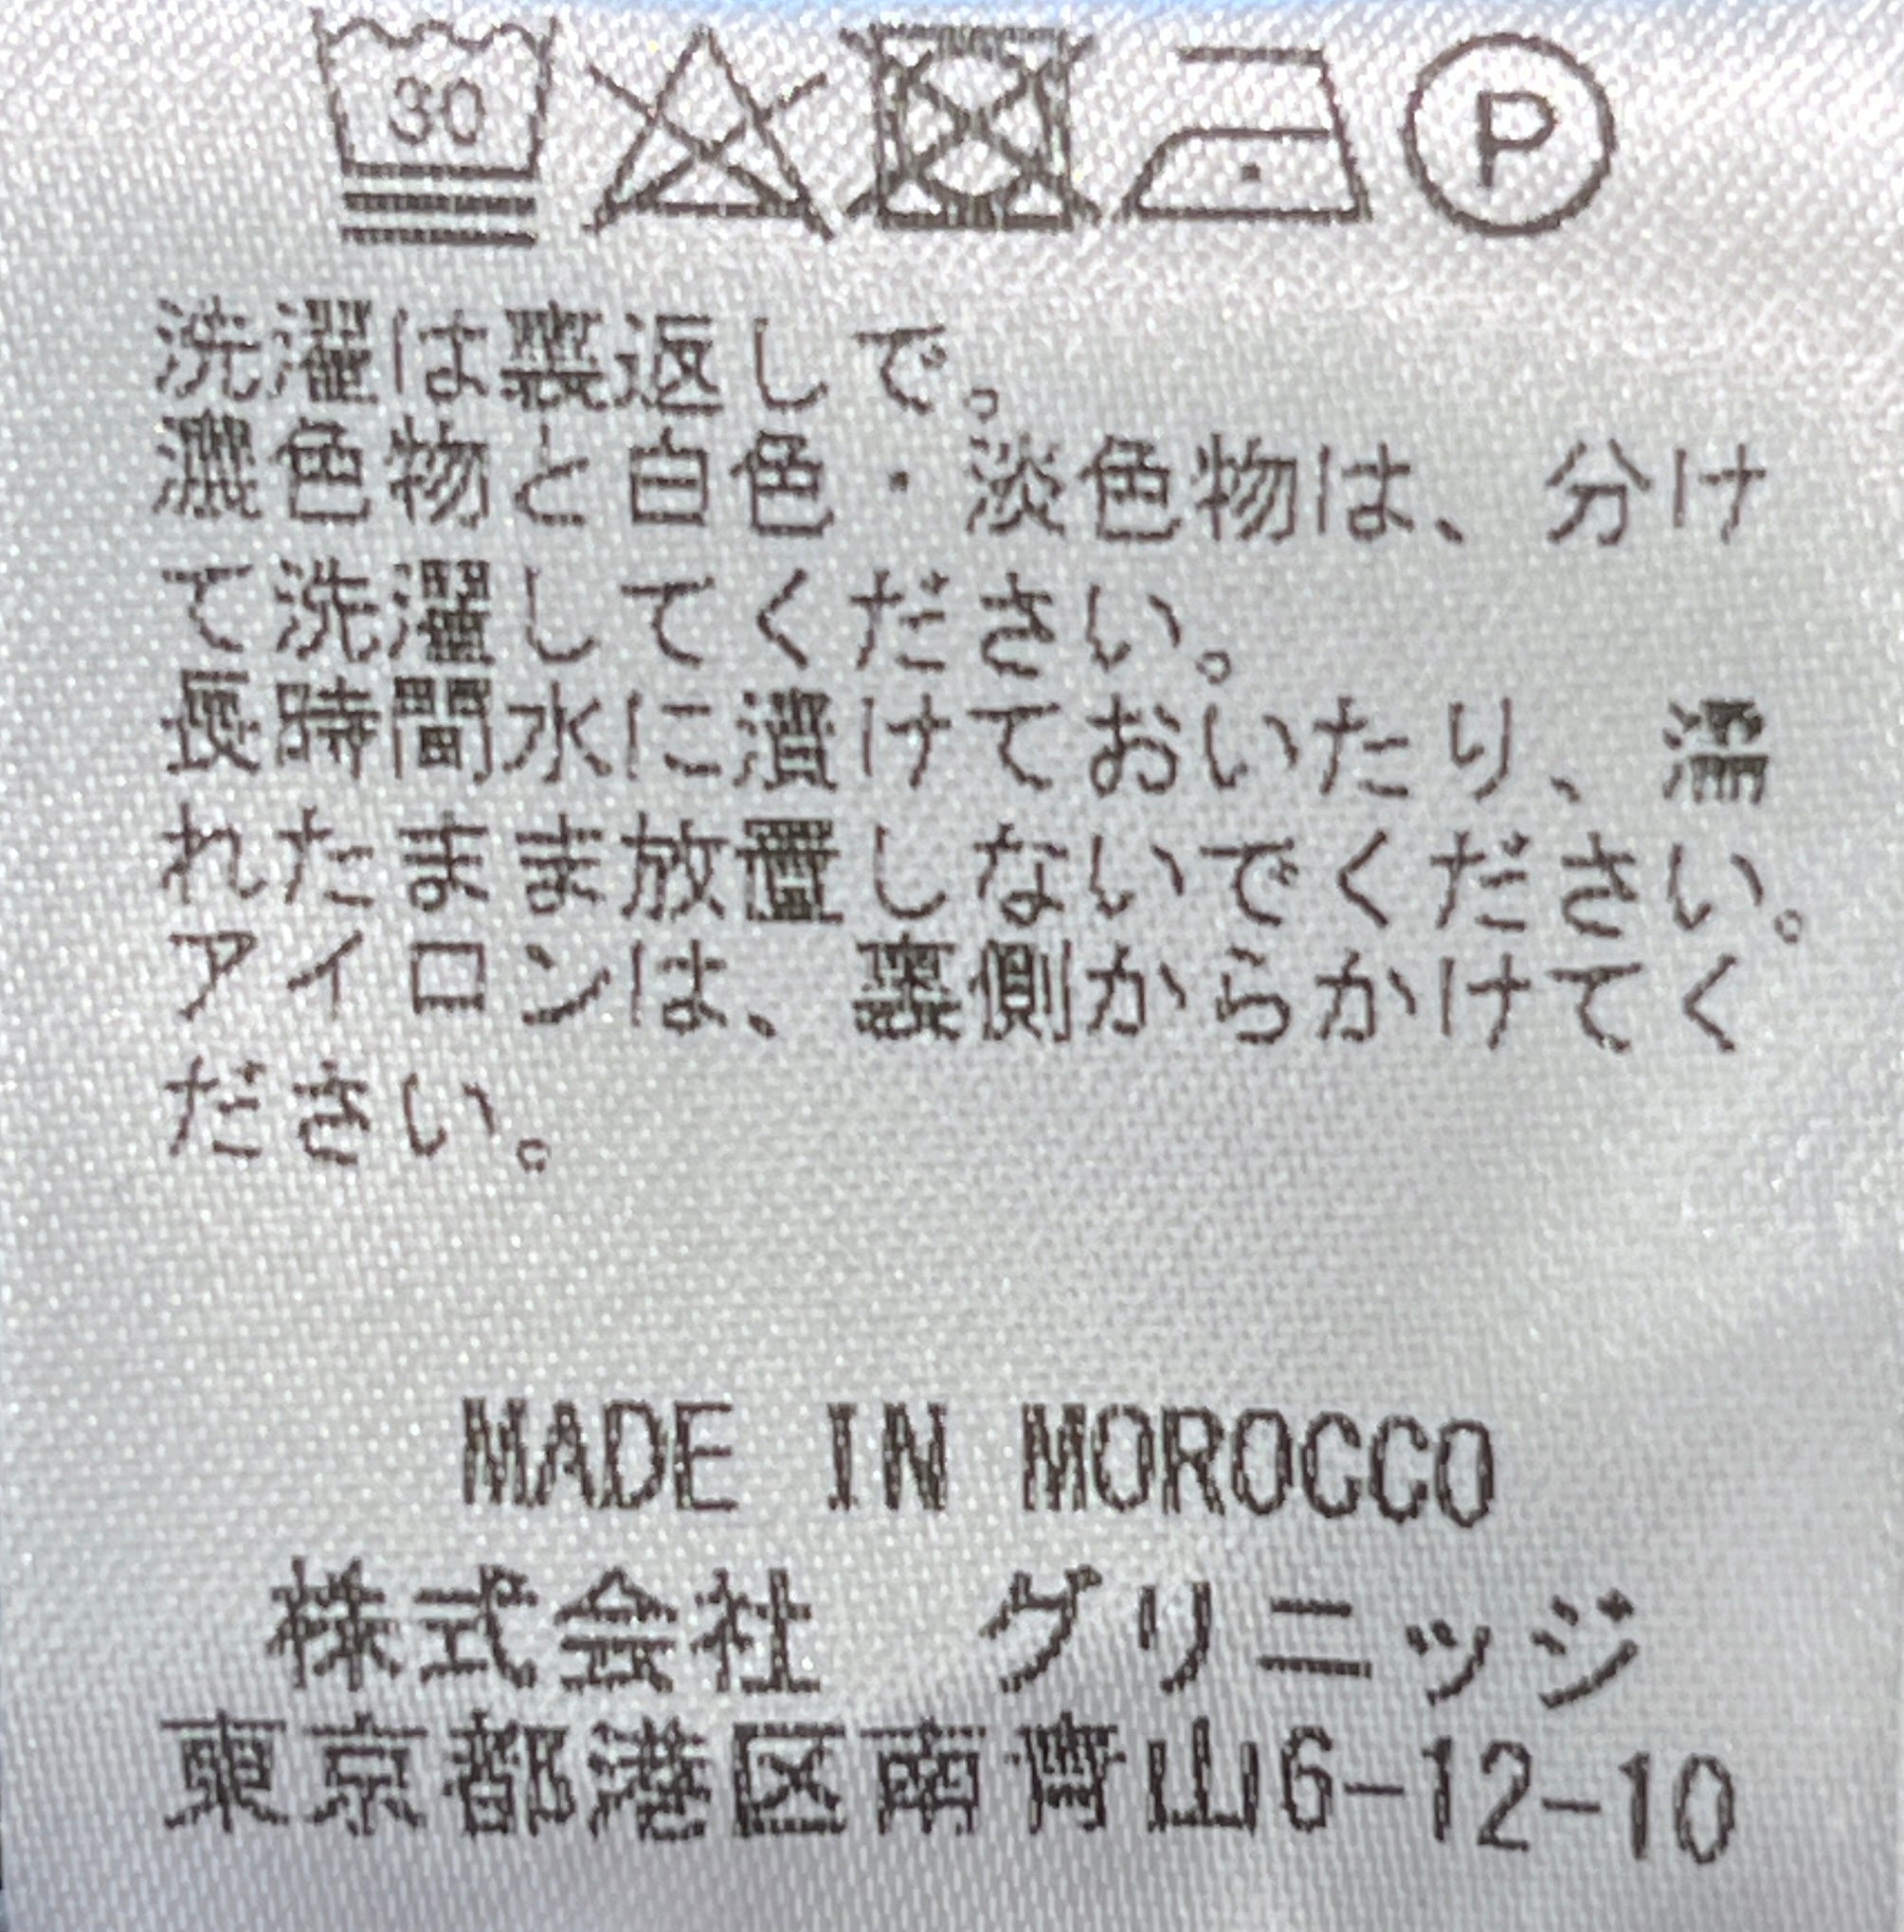 30
P
洗濯は裏返しで。
濃色物と白色・淡色物は、分け
て洗濯してください。
長時間水に漬けておいたり、濡
れたまま放置しないでください。
アイロンは、裏側からかけてく
ださい。
MADE IN MOROCCO
株式会社　グリニッジ
東京都港区南青山6-12-10